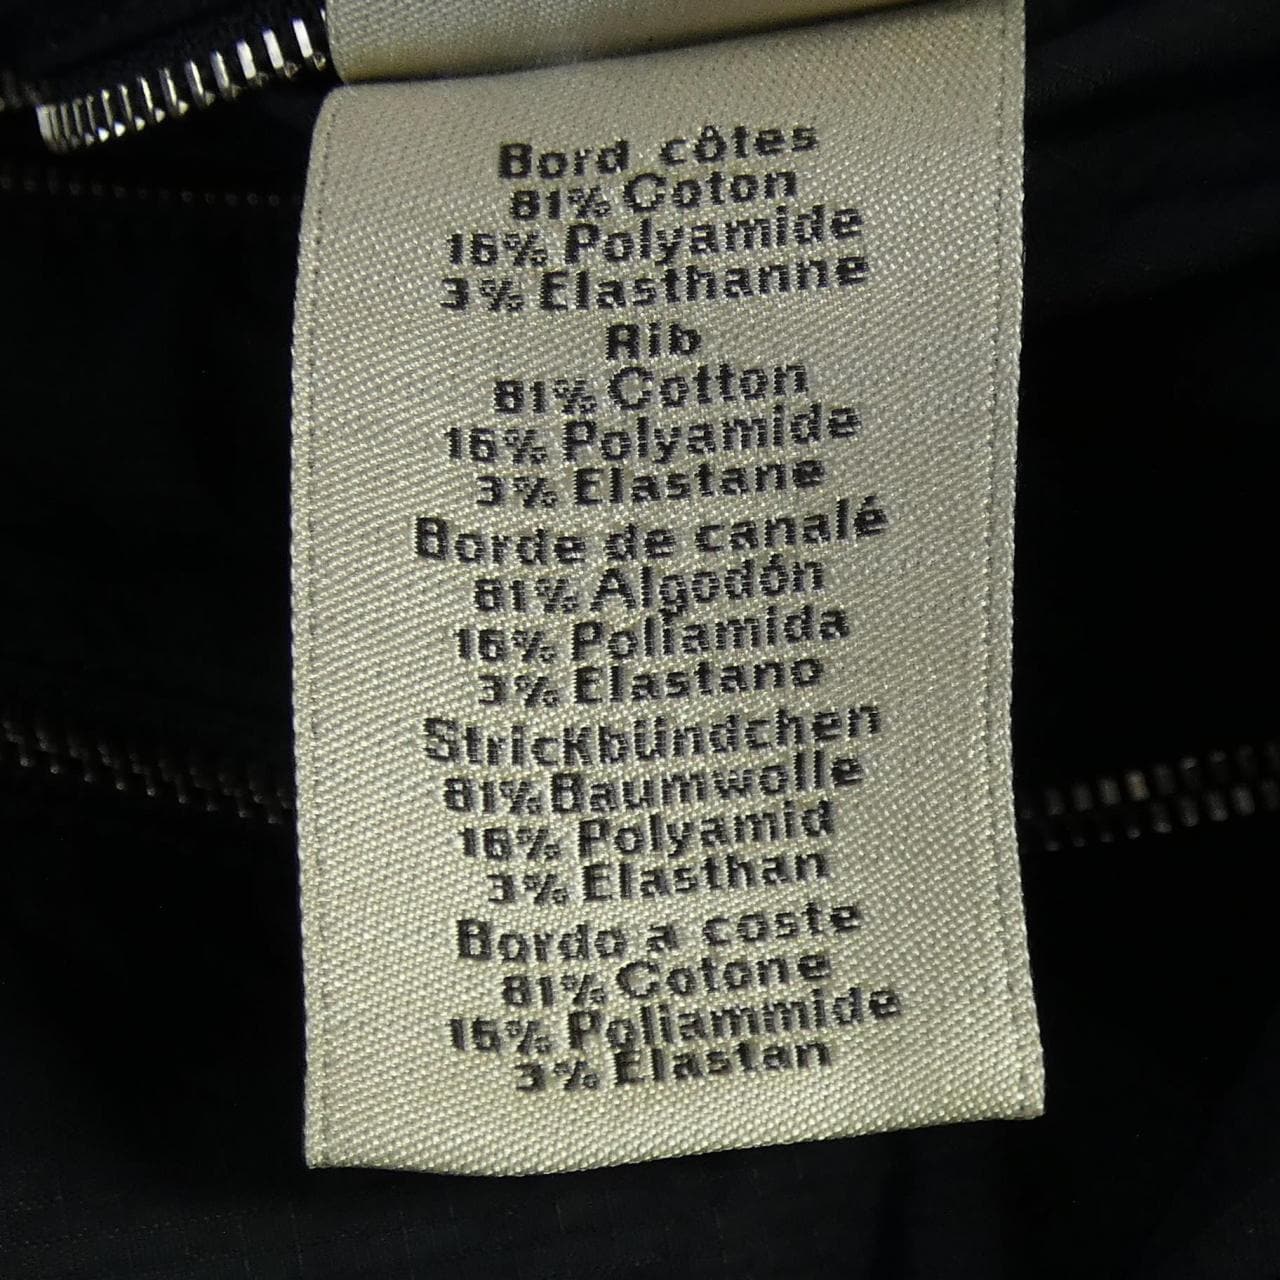 Bord côtes
81% Coton
16% Polyamide
3% Elasthanne
Rib
81% Cotton
16% Polyamide
3% Elastane
Borde de canalé
81% Algodón
16% Poliamida
3% Elastano
Strickbündchen
81% Baumwolle
16% Polyamid
3% Elasthan
Bordo a coste
81% Cotone
16% Poliammide
3% Elastan